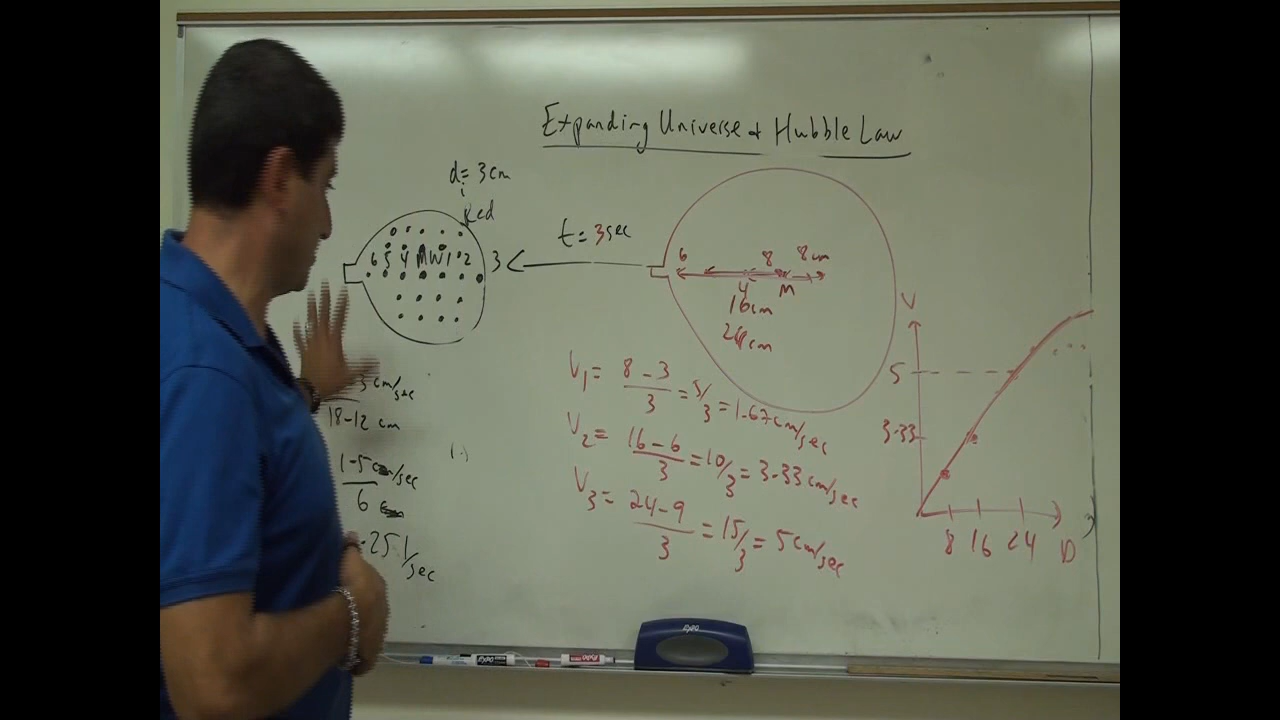 Expanding Universe & Hubble Law
d = 3cm
t = 3sec
6 5 4 MW 1 2 3
6 8 8cm
4 M
16cm
24cm
V1 = 8 - 3 / 3 = 5/3 = 1.67cm/sec
V2 = 16 - 6 / 3 = 10/3 = 3.33cm/sec
V3 = 24 - 9 / 3 = 15/3 = 5cm/sec
cm/sec
18-12 cm
1.5cm/sec
6 cm
.25 1/sec
V
5
3.33
8 16 24 D
EXPO
EXPO